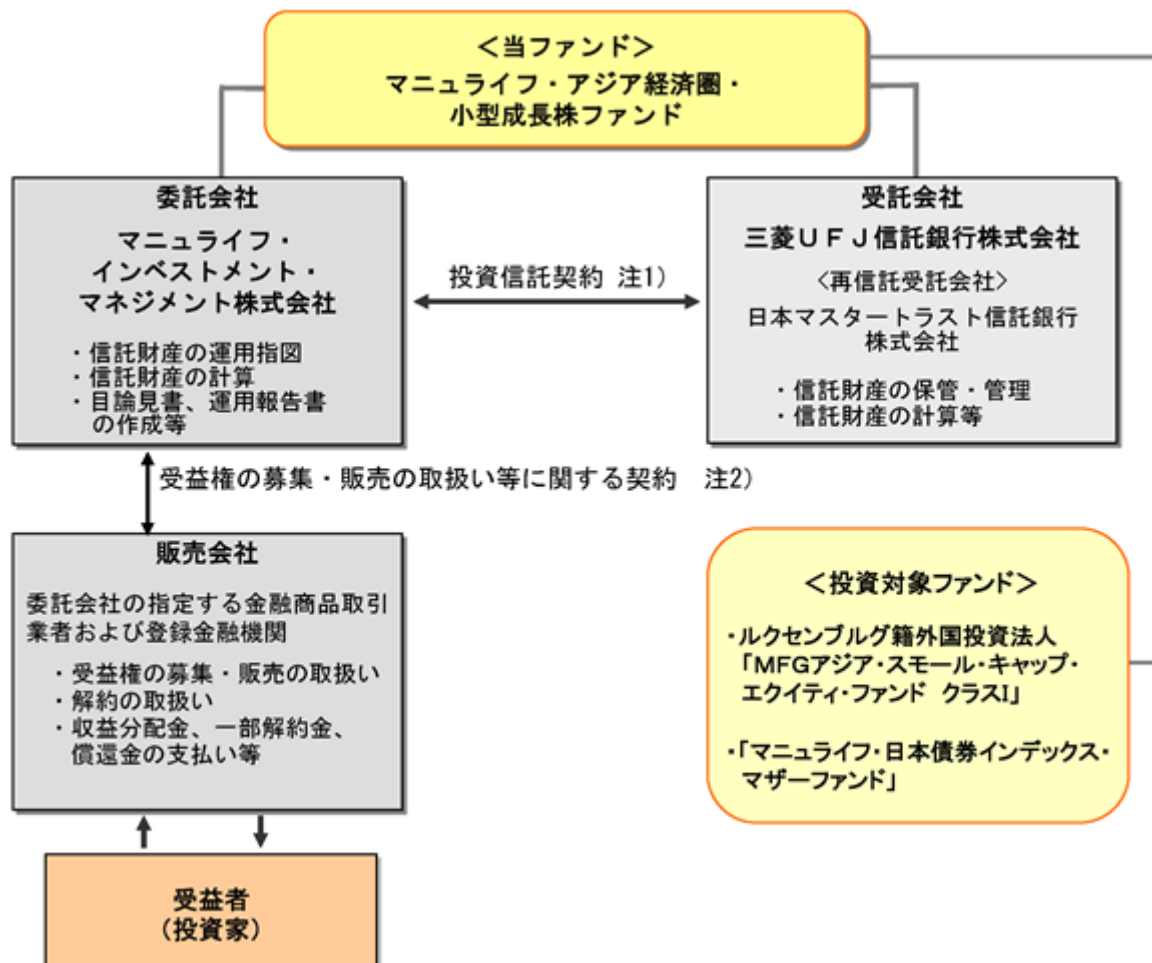 ＜当ファンド＞
マニュライフ・アジア経済圏・
小型成長株ファンド
委託会社
マニュライフ・
インベストメント・
マネジメント株式会社
・信託財産の運用指図
・信託財産の計算
・目論見書、運用報告書
の作成等
投資信託契約 注1）
受託会社
三菱ＵＦＪ信託銀行株式会社
〈再信託受託会社〉
日本マスタートラスト信託銀行
株式会社
・信託財産の保管・管理
・信託財産の計算等
受益権の募集・販売の取扱い等に関する契約　注2）
販売会社
委託会社の指定する金融商品取引
業者および登録金融機関
・受益権の募集・販売の取扱い
・解約の取扱い
・収益分配金、一部解約金、
償還金の支払い等
＜投資対象ファンド＞
・ルクセンブルグ籍外国投資法人
「MFGアジア・スモール・キャップ・
エクイティ・ファンド クラスI」
・「マニュライフ・日本債券インデックス・
マザーファンド」
受益者
（投資家）